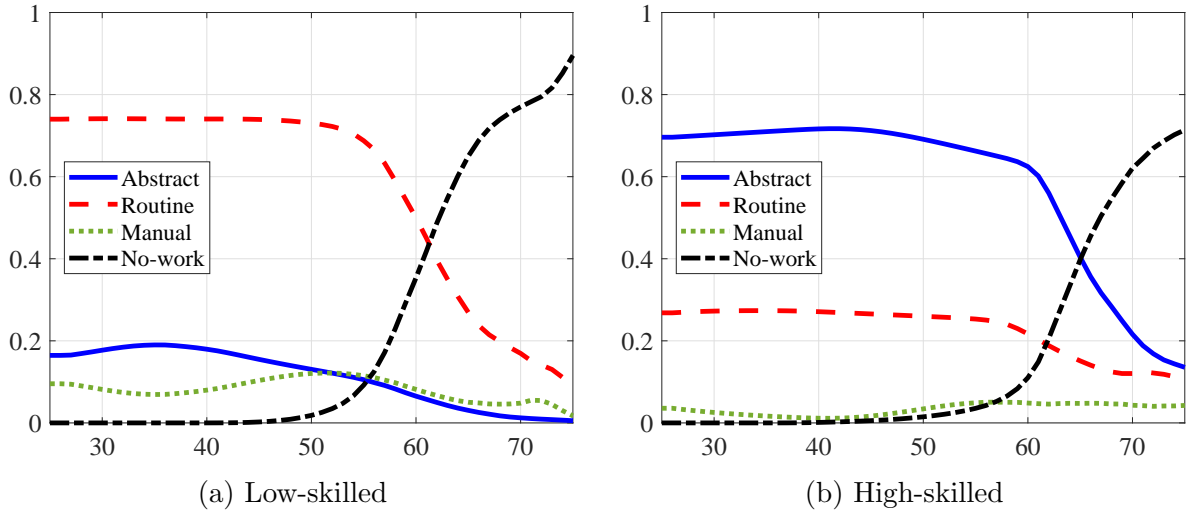 1
0.8
0.6
0.4
0.2
0
Abstract
Routine
Manual
No-work
30 40 50 60 70
(a) Low-skilled
1
0.8
0.6
0.4
0.2
0
Abstract
Routine
Manual
No-work
30 40 50 60 70
(b) High-skilled